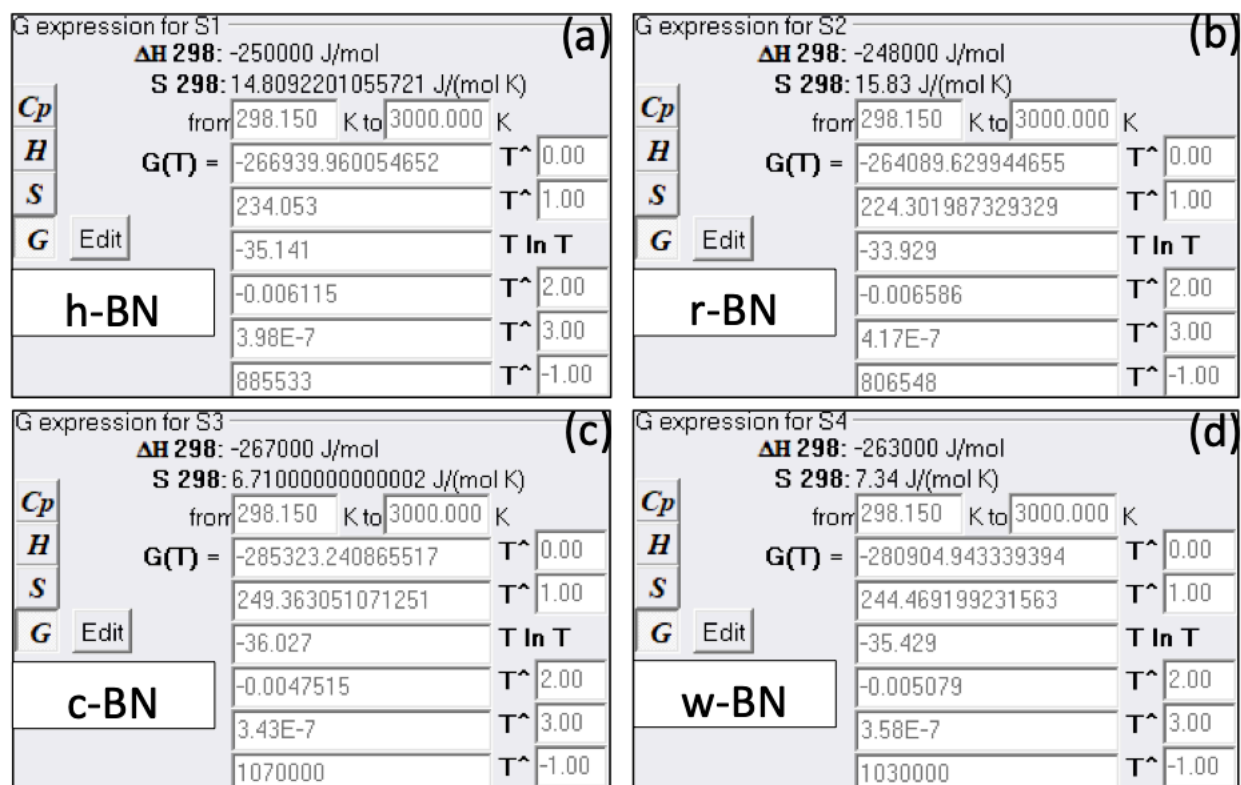 G expression for S1
(a)
ΔH 298: -250000 J/mol
S 298: 14.8092201055721 J/(mol K)
Cp
from 298.150 K to 3000.000 K
H
G(T) = -266939.960054652 T^ 0.00
S
234.053 T^ 1.00
G Edit
-35.141 T ln T
h-BN
-0.006115 T^ 2.00
3.98E-7 T^ 3.00
885533 T^ -1.00
G expression for S2
(b)
ΔH 298: -248000 J/mol
S 298: 15.83 J/(mol K)
Cp
from 298.150 K to 3000.000 K
H
G(T) = -264089.629944655 T^ 0.00
S
224.301987329329 T^ 1.00
G Edit
-33.929 T ln T
r-BN
-0.006586 T^ 2.00
4.17E-7 T^ 3.00
806548 T^ -1.00
G expression for S3
(c)
ΔH 298: -267000 J/mol
S 298: 6.71000000000002 J/(mol K)
Cp
from 298.150 K to 3000.000 K
H
G(T) = -285323.240865517 T^ 0.00
S
249.363051071251 T^ 1.00
G Edit
-36.027 T ln T
c-BN
-0.0047515 T^ 2.00
3.43E-7 T^ 3.00
1070000 T^ -1.00
G expression for S4
(d)
ΔH 298: -263000 J/mol
S 298: 7.34 J/(mol K)
Cp
from 298.150 K to 3000.000 K
H
G(T) = -280904.943339394 T^ 0.00
S
244.469199231563 T^ 1.00
G Edit
-35.429 T ln T
w-BN
-0.005079 T^ 2.00
3.58E-7 T^ 3.00
1030000 T^ -1.00